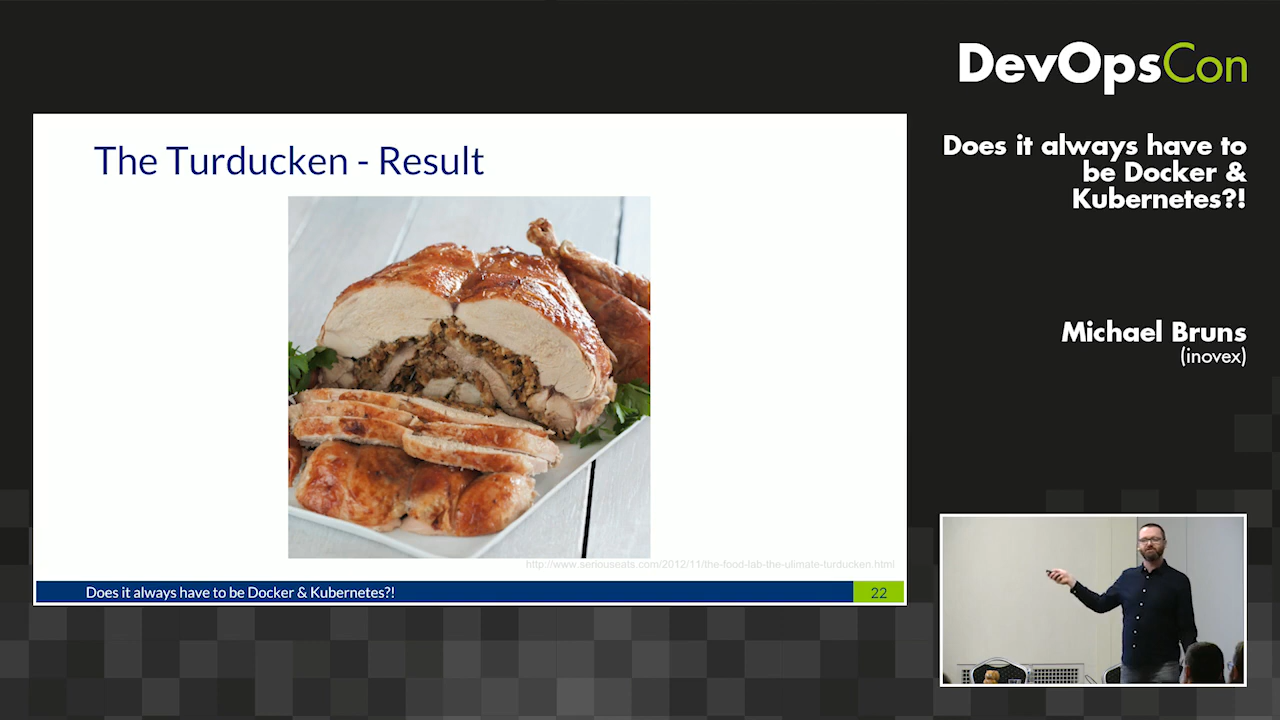 The Turducken - Result
http://www.seriouseats.com/2012/11/the-food-lab-the-ulimate-turducken.html
Does it always have to be Docker & Kubernetes?!
22
DevOpsCon
Does it always have to
be Docker &
Kubernetes?!
Michael Bruns
(inovex)